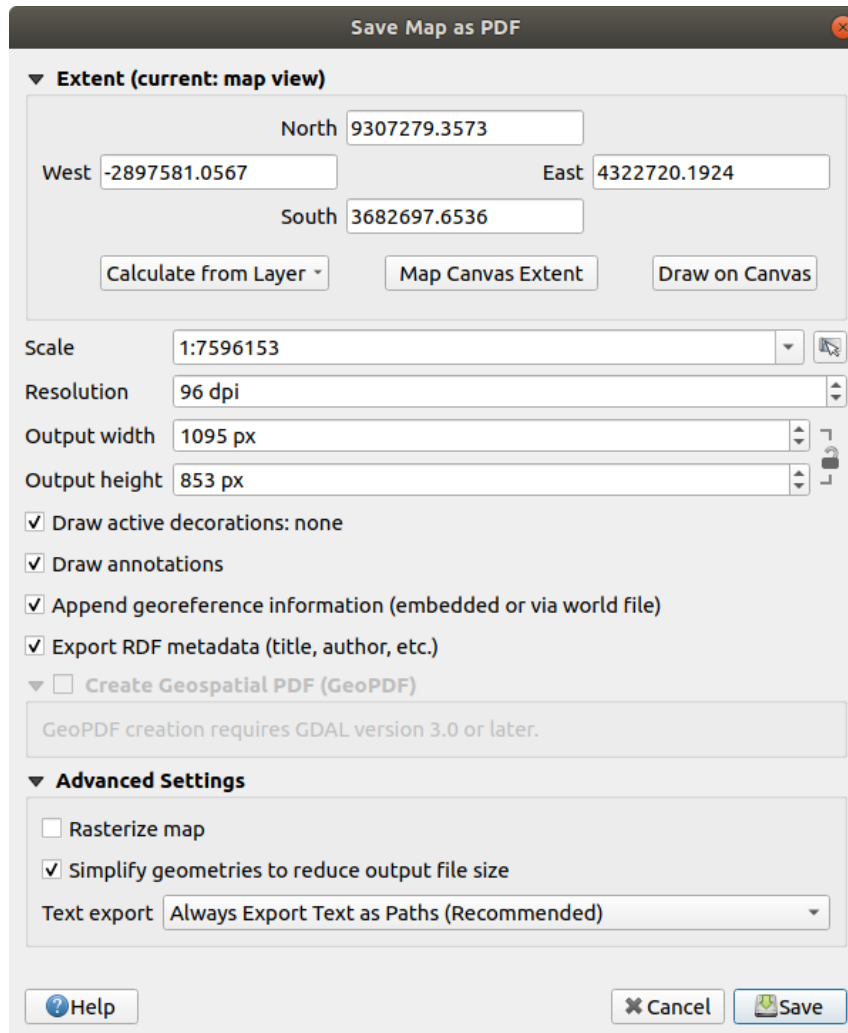 Save Map as PDF
Extent (current: map view)
North 9307279.3573
West -2897581.0567 East 4322720.1924
South 3682697.6536
Calculate from Layer Map Canvas Extent Draw on Canvas
Scale 1:7596153
Resolution 96 dpi
Output width 1095 px
Output height 853 px
Draw active decorations: none
Draw annotations
Append georeference information (embedded or via world file)
Export RDF metadata (title, author, etc.)
Create Geospatial PDF (GeoPDF)
GeoPDF creation requires GDAL version 3.0 or later.
Advanced Settings
Rasterize map
Simplify geometries to reduce output file size
Text export Always Export Text as Paths (Recommended)
Help Cancel Save